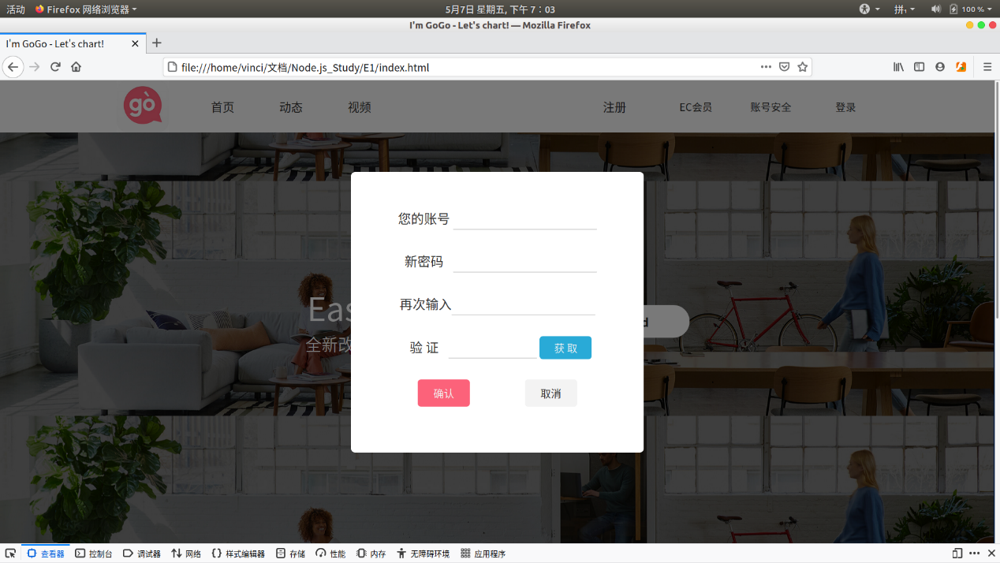 活动 Firefox 网络浏览器 5月7日 星期五, 下午 7：03 拼₁ 100 %
I'm GoGo - Let's chart! — Mozilla Firefox
I'm GoGo - Let's chart!
file:///home/vinci/文档/Node.js_Study/E1/index.html
gò 首页 动态 视频 注册 EC会员 账号安全 登录
您的账号
新密码
再次输入
Eas
d
全新改
验 证 获 取
确认 取消
查看器 控制台 调试器 网络 样式编辑器 存储 性能 内存 无障碍环境 应用程序